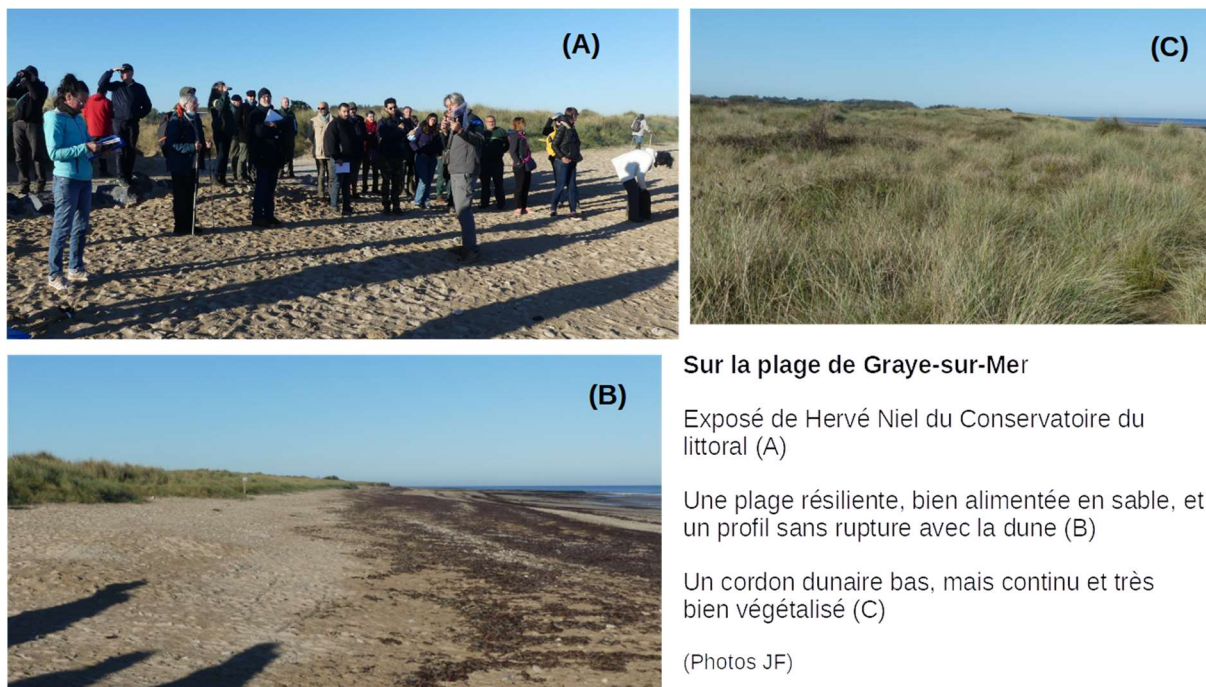 (A)
(C)
(B)
Sur la plage de Graye-sur-Mer
Exposé de Hervé Niel du Conservatoire du
littoral (A)
Une plage résiliente, bien alimentée en sable, et
un profil sans rupture avec la dune (B)
Un cordon dunaire bas, mais continu et très
bien végétalisé (C)
(Photos JF)